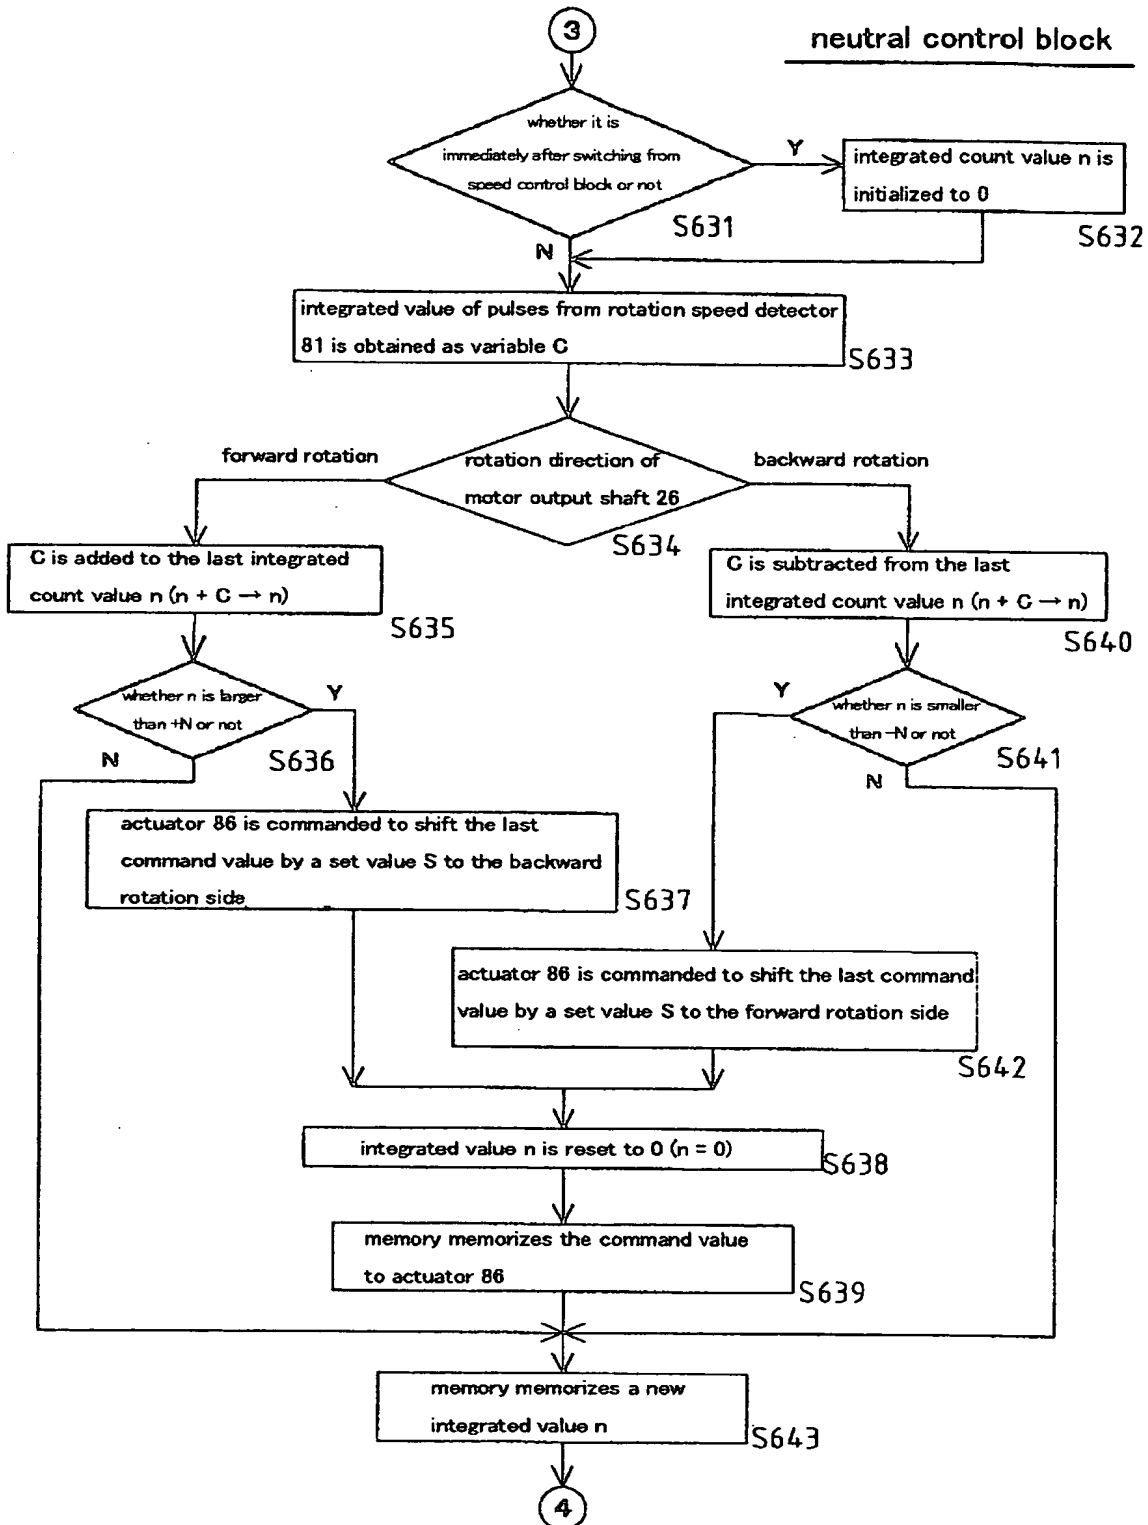 3
neutral control block
whether it is
immediately after switching from
speed control block or not
Y
integrated count value n is
initialized to 0
S631
S632
N
integrated value of pulses from rotation speed detector
81 is obtained as variable C
S633
forward rotation
rotation direction of
motor output shaft 26
backward rotation
S634
C is added to the last integrated
count value n (n + C → n)
S635
C is subtracted from the last
integrated count value n (n + C → n)
S640
whether n is larger
than +N or not
Y
N
S636
Y
whether n is smaller
than -N or not
S641
N
actuator 86 is commanded to shift the last
command value by a set value S to the backward
rotation side
S637
actuator 86 is commanded to shift the last command
value by a set value S to the forward rotation side
S642
integrated value n is reset to 0 (n = 0)
S638
memory memorizes the command value
to actuator 86
S639
memory memorizes a new
integrated value n
S643
4